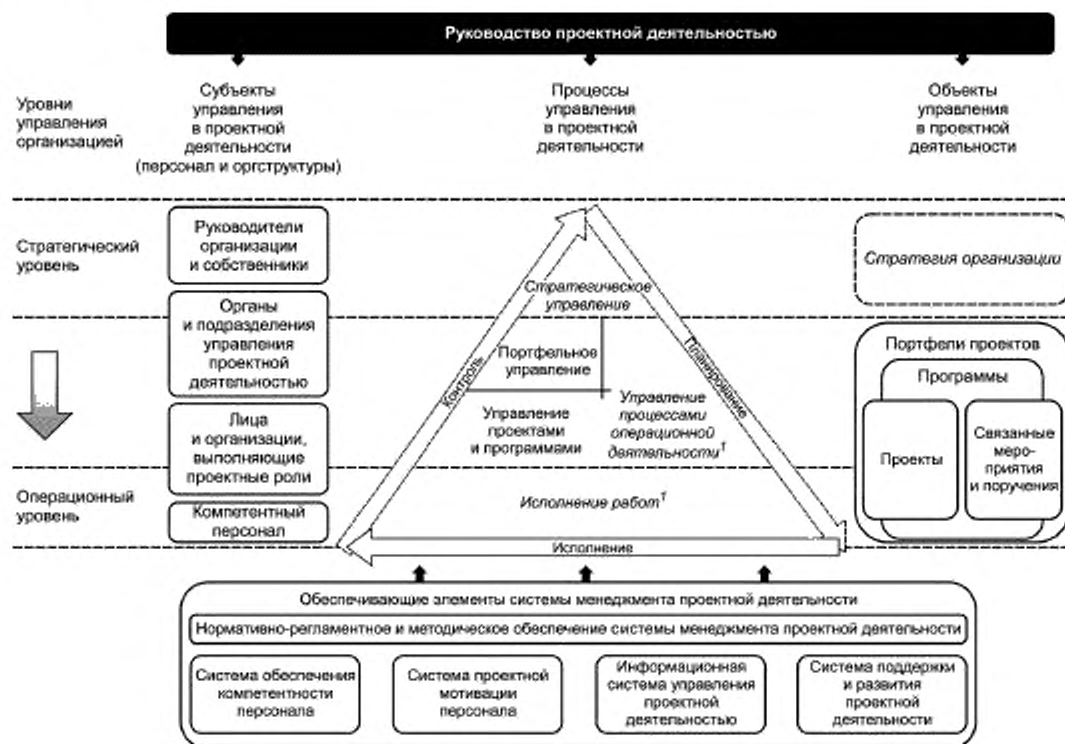 Руководство проектной деятельностью
Уровни
управления
организацией
Субъекты
управления
в проектной
деятельности
(персонал и оргструктуры)
Процессы
управления
в проектной
деятельности
Объекты
управления
в проектной
деятельности
Стратегический
уровень
Руководители
организации
и собственники
Стратегическое
управление
Стратегия организации
Органы
и подразделения
управления
проектной
деятельностью
Портфельное
управление
Контроль
Планирование
Портфели проектов
Программы
Проекты
Связанные
меро-
приятия
и поручения
Лица
и организации,
выполняющие
проектные роли
Управление
проектами
и программами
Управление
процессами
операционной
деятельности¹
Операционный
уровень
Компетентный
персонал
Исполнение работ¹
Исполнение
Обеспечивающие элементы системы менеджмента проектной деятельности
Нормативно-регламентное и методическое обеспечение системы менеджмента проектной деятельности
Система обеспечения
компетентности
персонала
Система проектной
мотивации
персонала
Информационная
система управления
проектной
деятельностью
Система поддержки
и развития
проектной
деятельности